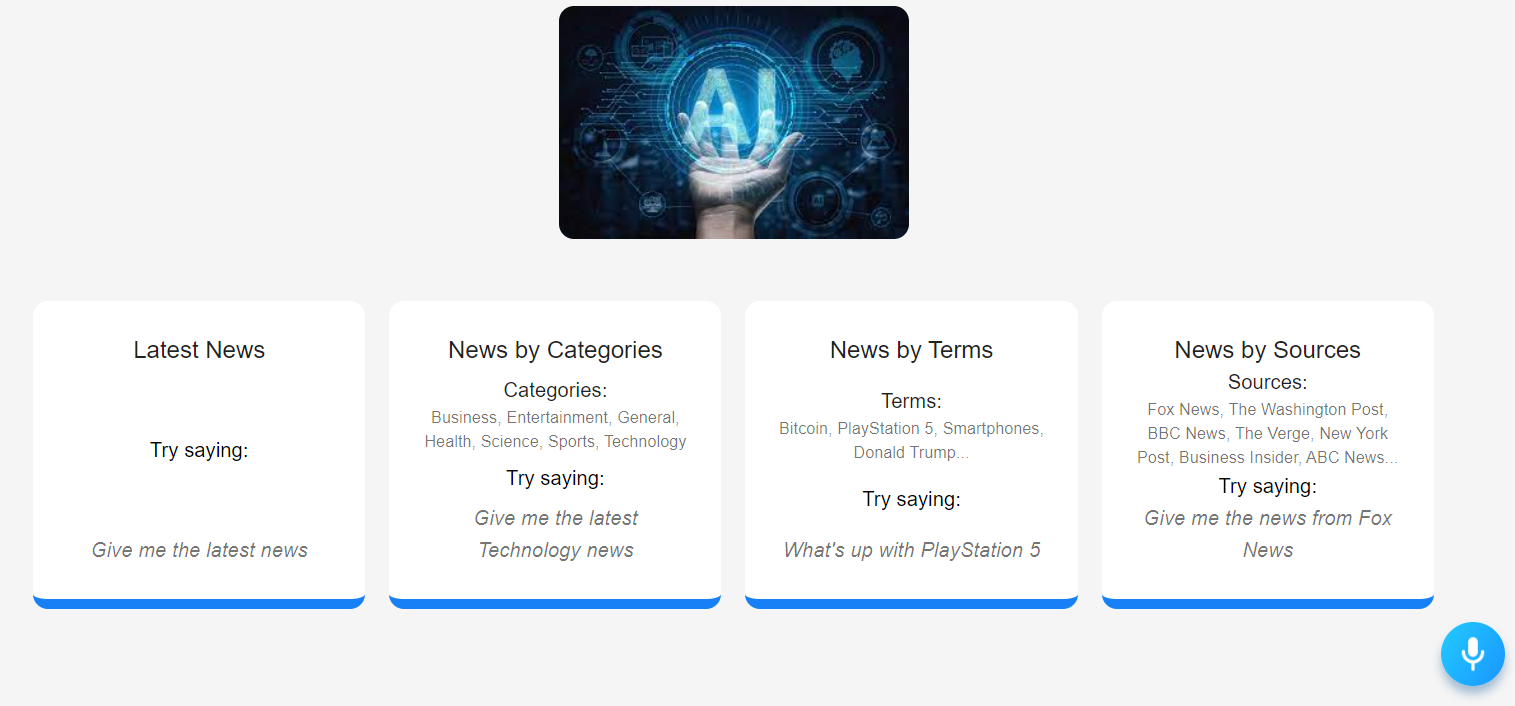 AI
Latest News
Try saying:
Give me the latest news
News by Categories
Categories:
Business, Entertainment, General,
Health, Science, Sports, Technology
Try saying:
Give me the latest
Technology news
News by Terms
Terms:
Bitcoin, PlayStation 5, Smartphones,
Donald Trump...
Try saying:
What's up with PlayStation 5
News by Sources
Sources:
Fox News, The Washington Post,
BBC News, The Verge, New York
Post, Business Insider, ABC News...
Try saying:
Give me the news from Fox
News